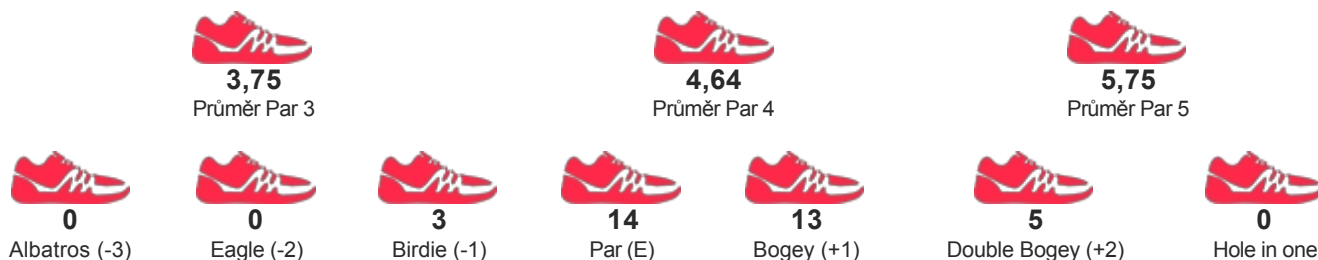 3,75 4,64 5,75
Průměr Par 3 Průměr Par 4 Průměr Par 5
0 0 3 14 13 5 0
Albatros (-3) Eagle (-2) Birdie (-1) Par (E) Bogey (+1) Double Bogey (+2) Hole in one